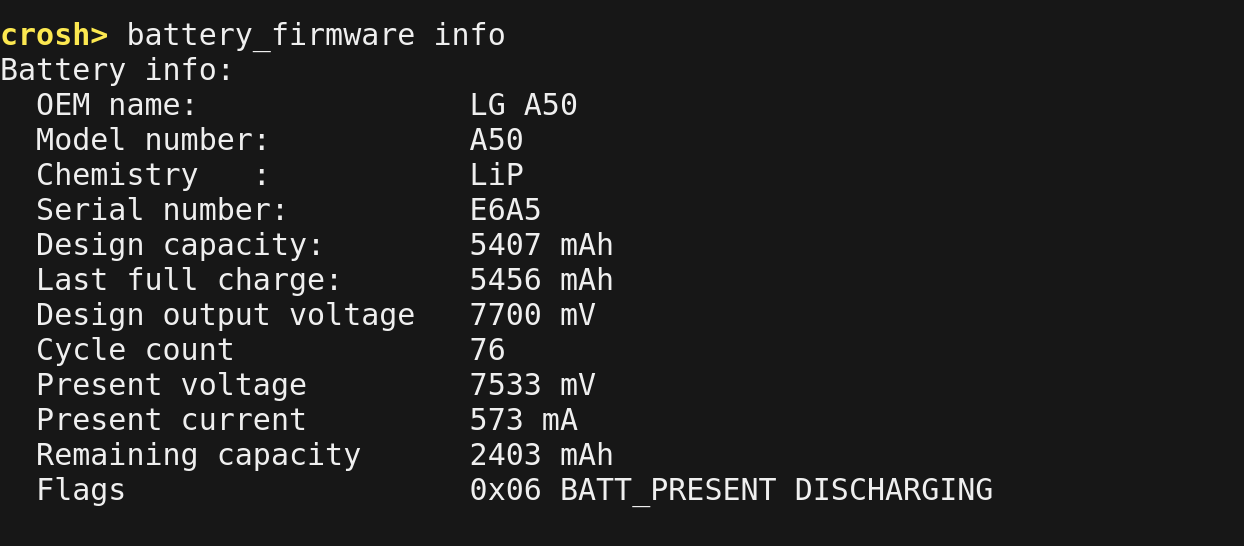 crosh> battery_firmware info
Battery info:
  OEM name:               LG A50
  Model number:           A50
  Chemistry   :           LiP
  Serial number:          E6A5
  Design capacity:        5407 mAh
  Last full charge:       5456 mAh
  Design output voltage   7700 mV
  Cycle count             76
  Present voltage         7533 mV
  Present current         573 mA
  Remaining capacity      2403 mAh
  Flags                   0x06 BATT_PRESENT DISCHARGING